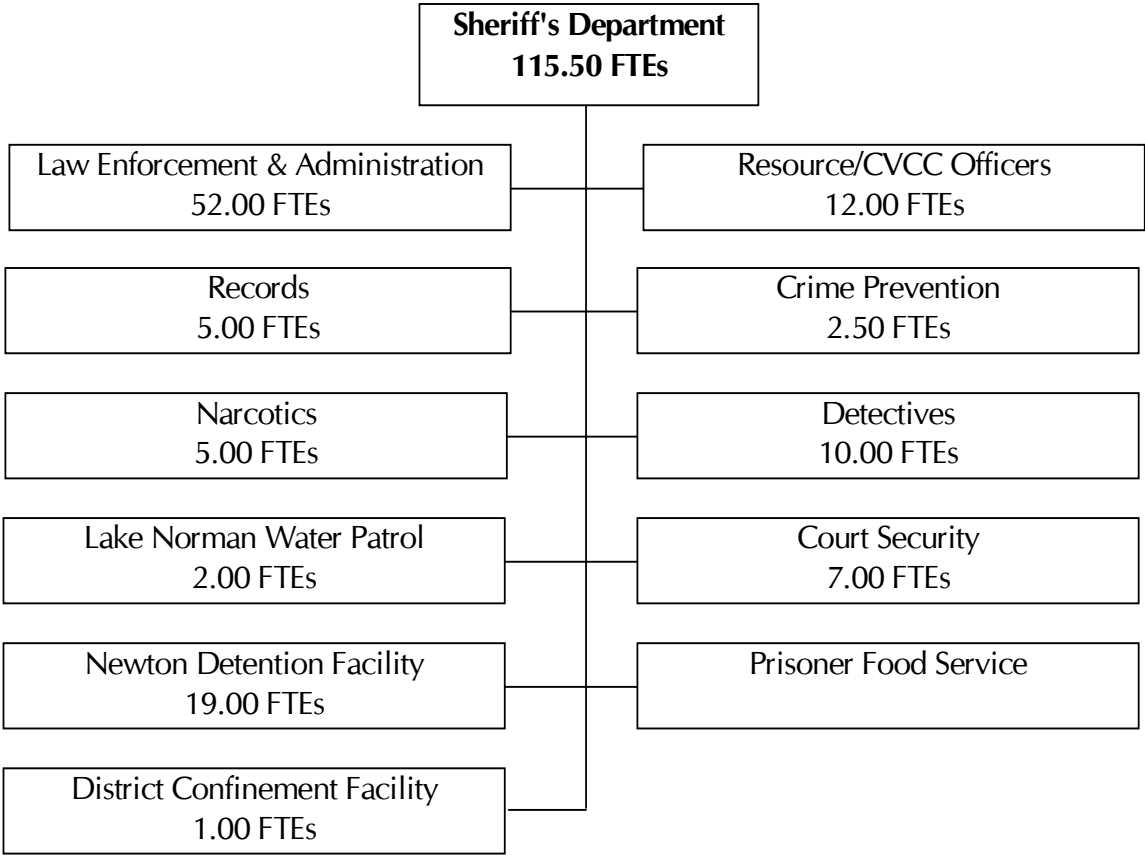 Sheriff's Department
115.50 FTEs
Law Enforcement & Administration
52.00 FTEs
Resource/CVCC Officers
12.00 FTEs
Records
5.00 FTEs
Crime Prevention
2.50 FTEs
Narcotics
5.00 FTEs
Detectives
10.00 FTEs
Lake Norman Water Patrol
2.00 FTEs
Court Security
7.00 FTEs
Newton Detention Facility
19.00 FTEs
Prisoner Food Service
District Confinement Facility
1.00 FTEs